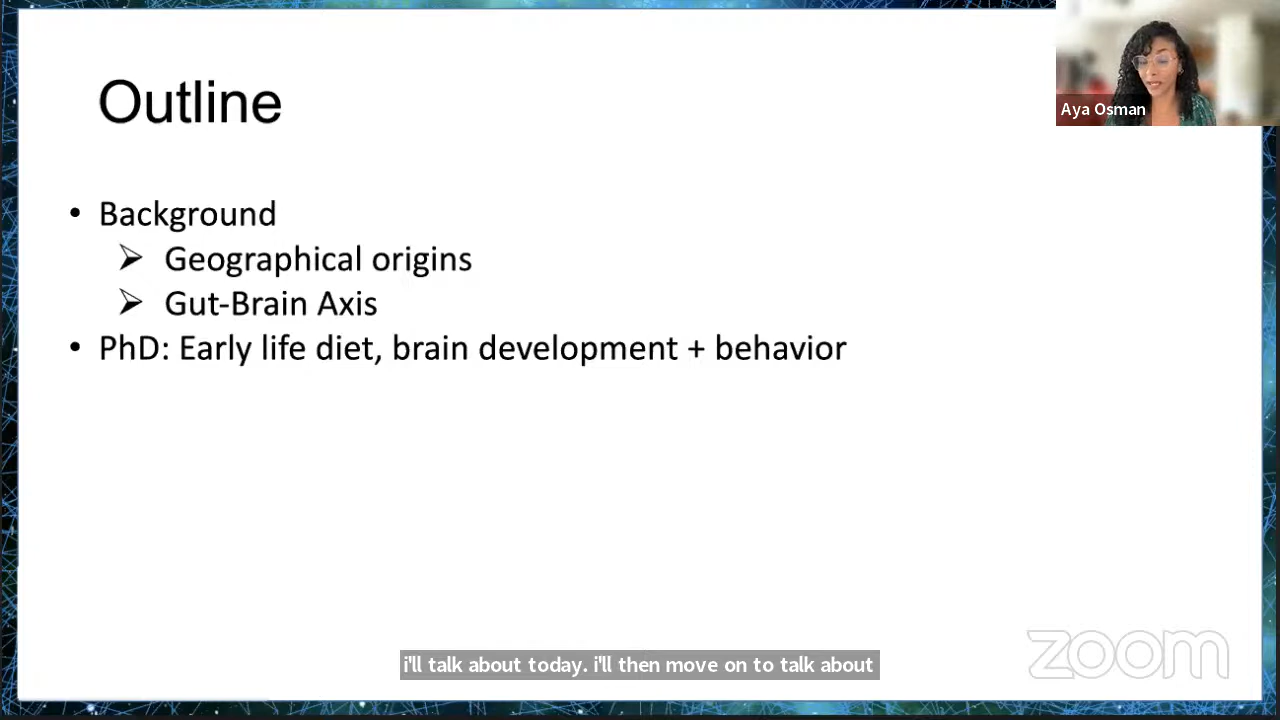 Outline
Aya Osman
• Background
➢ Geographical origins
➢ Gut-Brain Axis
• PhD: Early life diet, brain development + behavior
i'll talk about today. i'll then move on to talk about
zoom